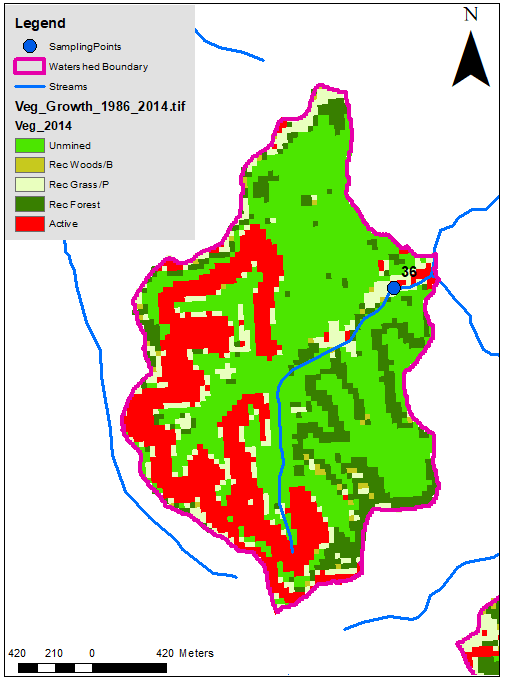 Legend
SamplingPoints
Watershed Boundary
Streams
Veg_Growth_1986_2014.tif
Veg_2014
Unmined
Rec Woods/B
Rec Grass/P
Rec Forest
Active
N
36
420 210 0 420 Meters